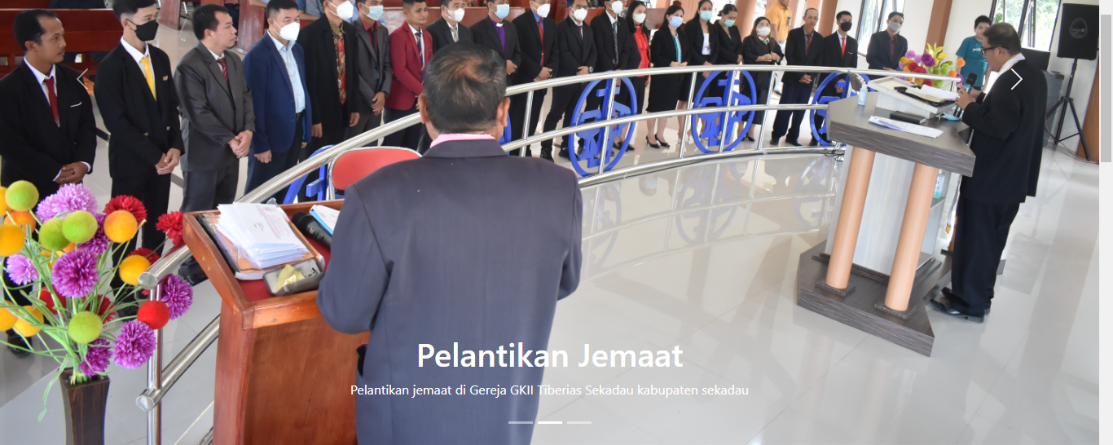 Pelantikan Jemaat
Pelantikan jemaat di Gereja GKII Tiberias Sekadau kabupaten sekadau